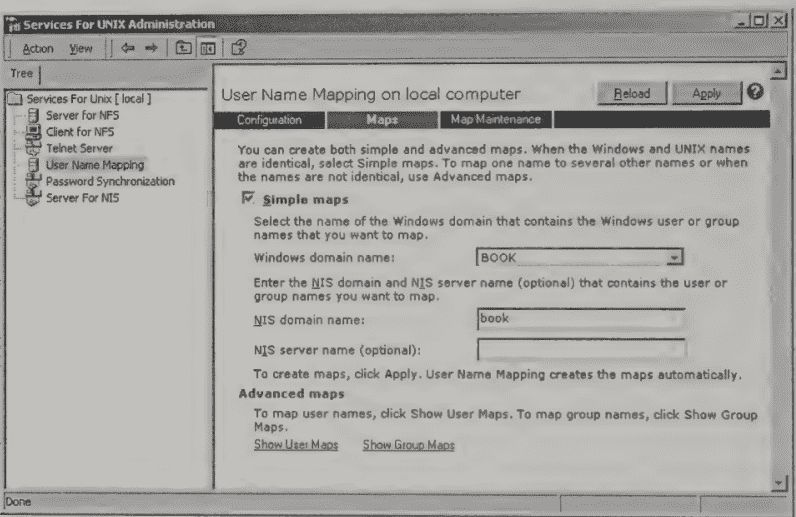 Services For UNIX Administration
Action View
Tree
Services For Unix [ local ]
Server for NFS
Client for NFS
Telnet Server
User Name Mapping
Password Synchronization
Server For NIS
User Name Mapping on local computer
Reload
Apply
Configuration
Maps
Map Maintenance
You can create both simple and advanced maps. When the Windows and UNIX names
are identical, select Simple maps. To map one name to several other names or when
the names are not identical, use Advanced maps.
Simple maps
Select the name of the Windows domain that contains the Windows user or group
names that you want to map.
Windows domain name:
BOOK
Enter the NIS domain and NIS server name (optional) that contains the user or
group names you want to map.
NIS domain name:
book
NIS server name (optional):
To create maps, click Apply. User Name Mapping creates the maps automatically.
Advanced maps
To map user names, click Show User Maps. To map group names, click Show Group
Maps.
Show User Maps Show Group Maps
Done